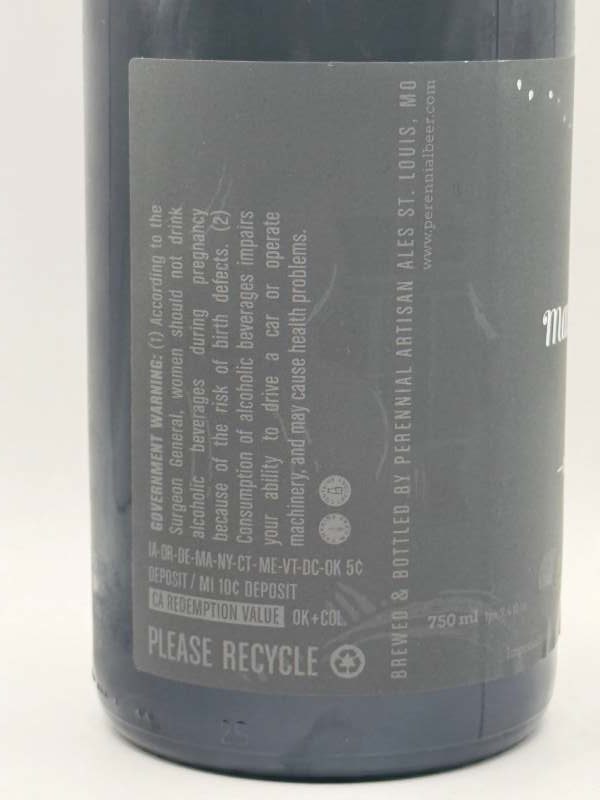 GOVERNMENT WARNING: (1) According to the
Surgeon General, women should not drink
alcoholic beverages during pregnancy
because of the risk of birth defects. (2)
Consumption of alcoholic beverages impairs
your ability to drive a car or operate
machinery, and may cause health problems.
IA-OR-DE-MA-NY-CT-ME-VT-DC-OK 5¢
DEPOSIT / MI 10¢ DEPOSIT
CA REDEMPTION VALUE OK+COL.
PLEASE RECYCLE
BREWED & BOTTLED BY PERENNIAL ARTISAN ALES ST. LOUIS, MO
www.perennialbeer.com
750 ml